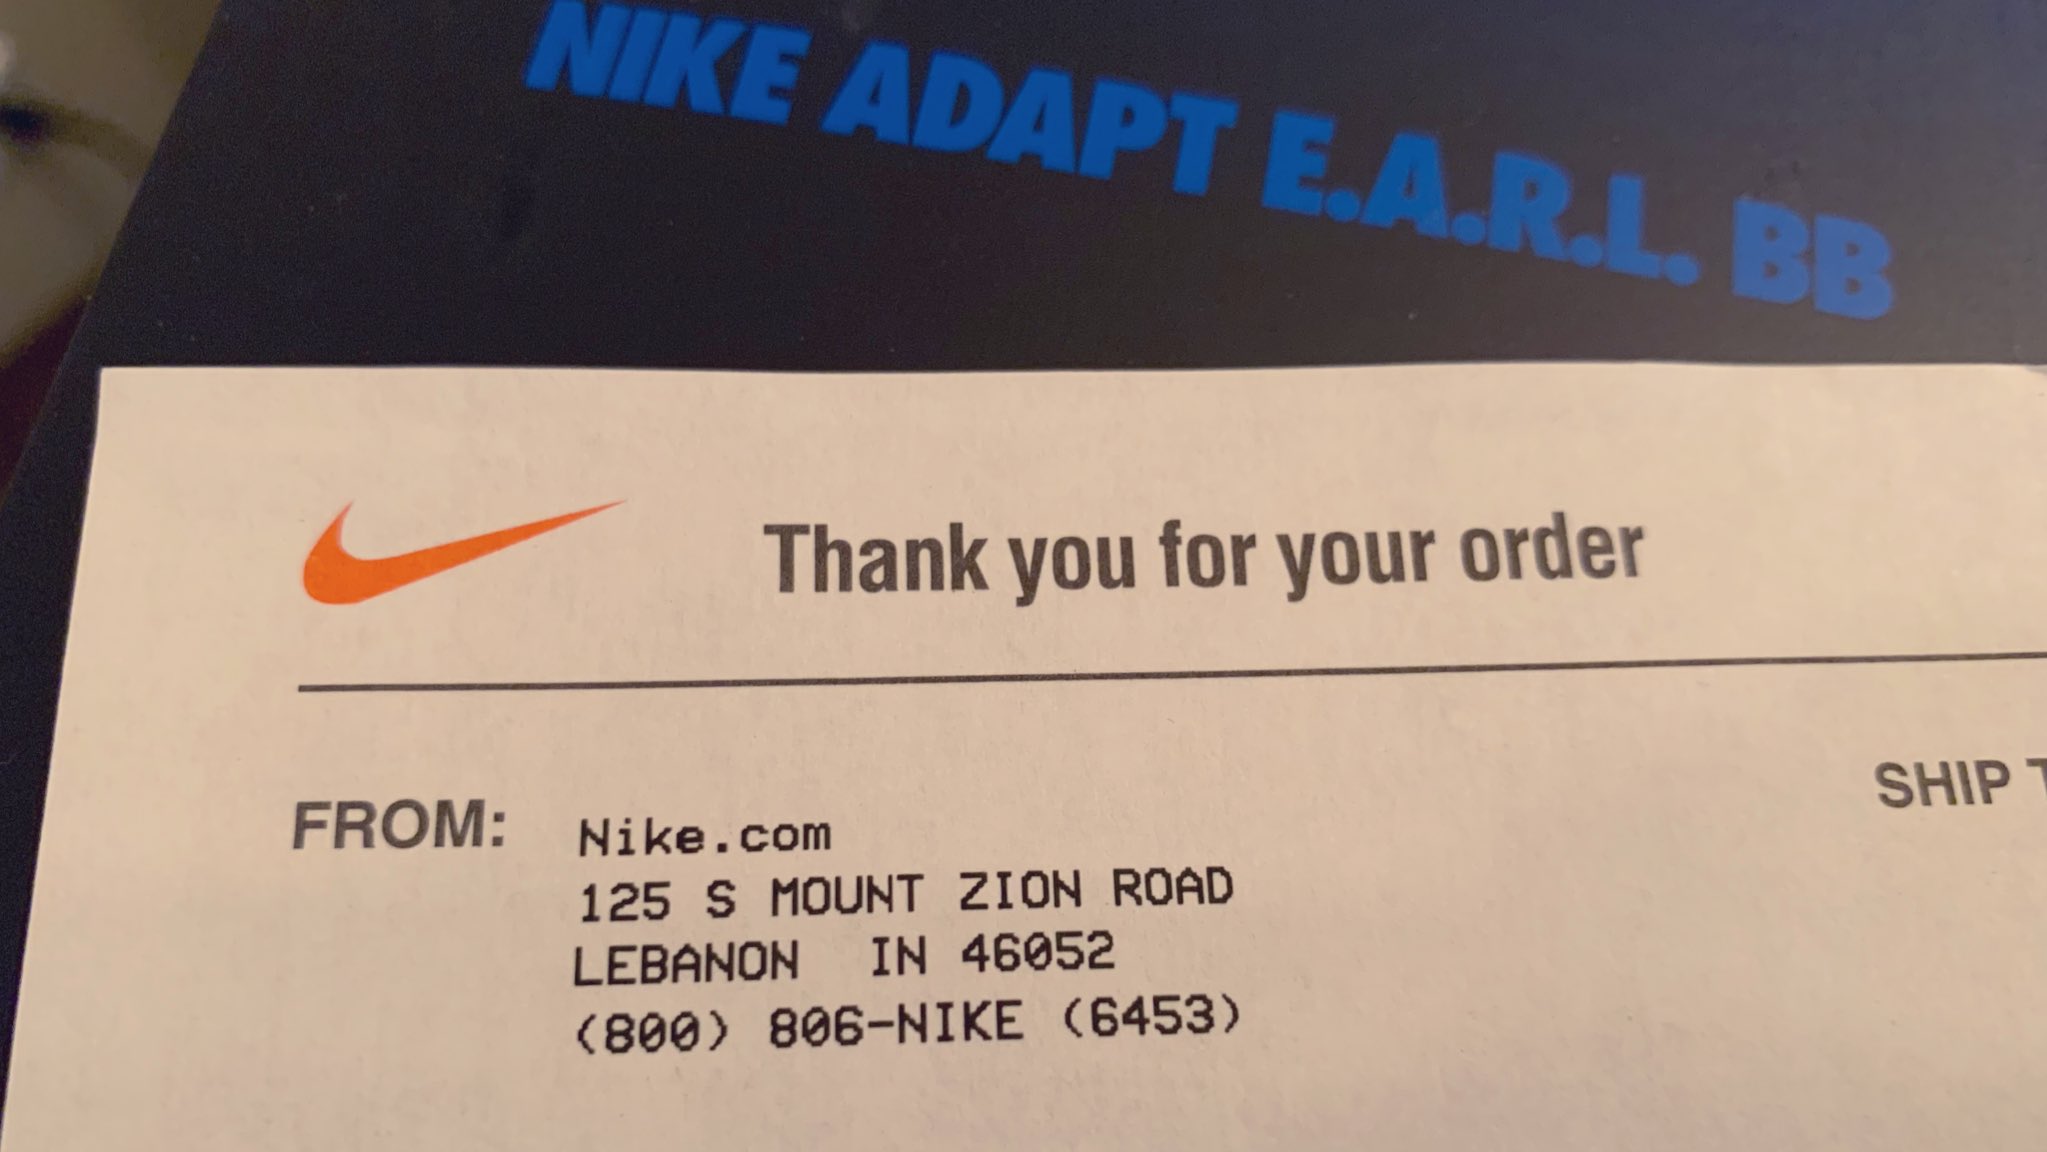 NIKE ADAPT E.A.R.L. BB
Thank you for your order
FROM:
Nike.com
125 S MOUNT ZION ROAD
LEBANON IN 46052
(800) 806-NIKE (6453)
SHIP T